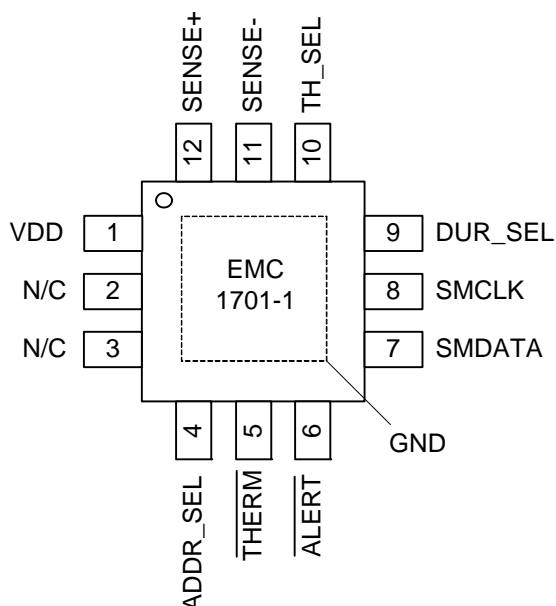 SENSE+
SENSE-
TH_SEL
12
11
10
VDD
1
N/C
2
N/C
3
EMC
1701-1
9
DUR_SEL
8
SMCLK
7
SMDATA
GND
4
5
6
ADDR_SEL
THERM
ALERT